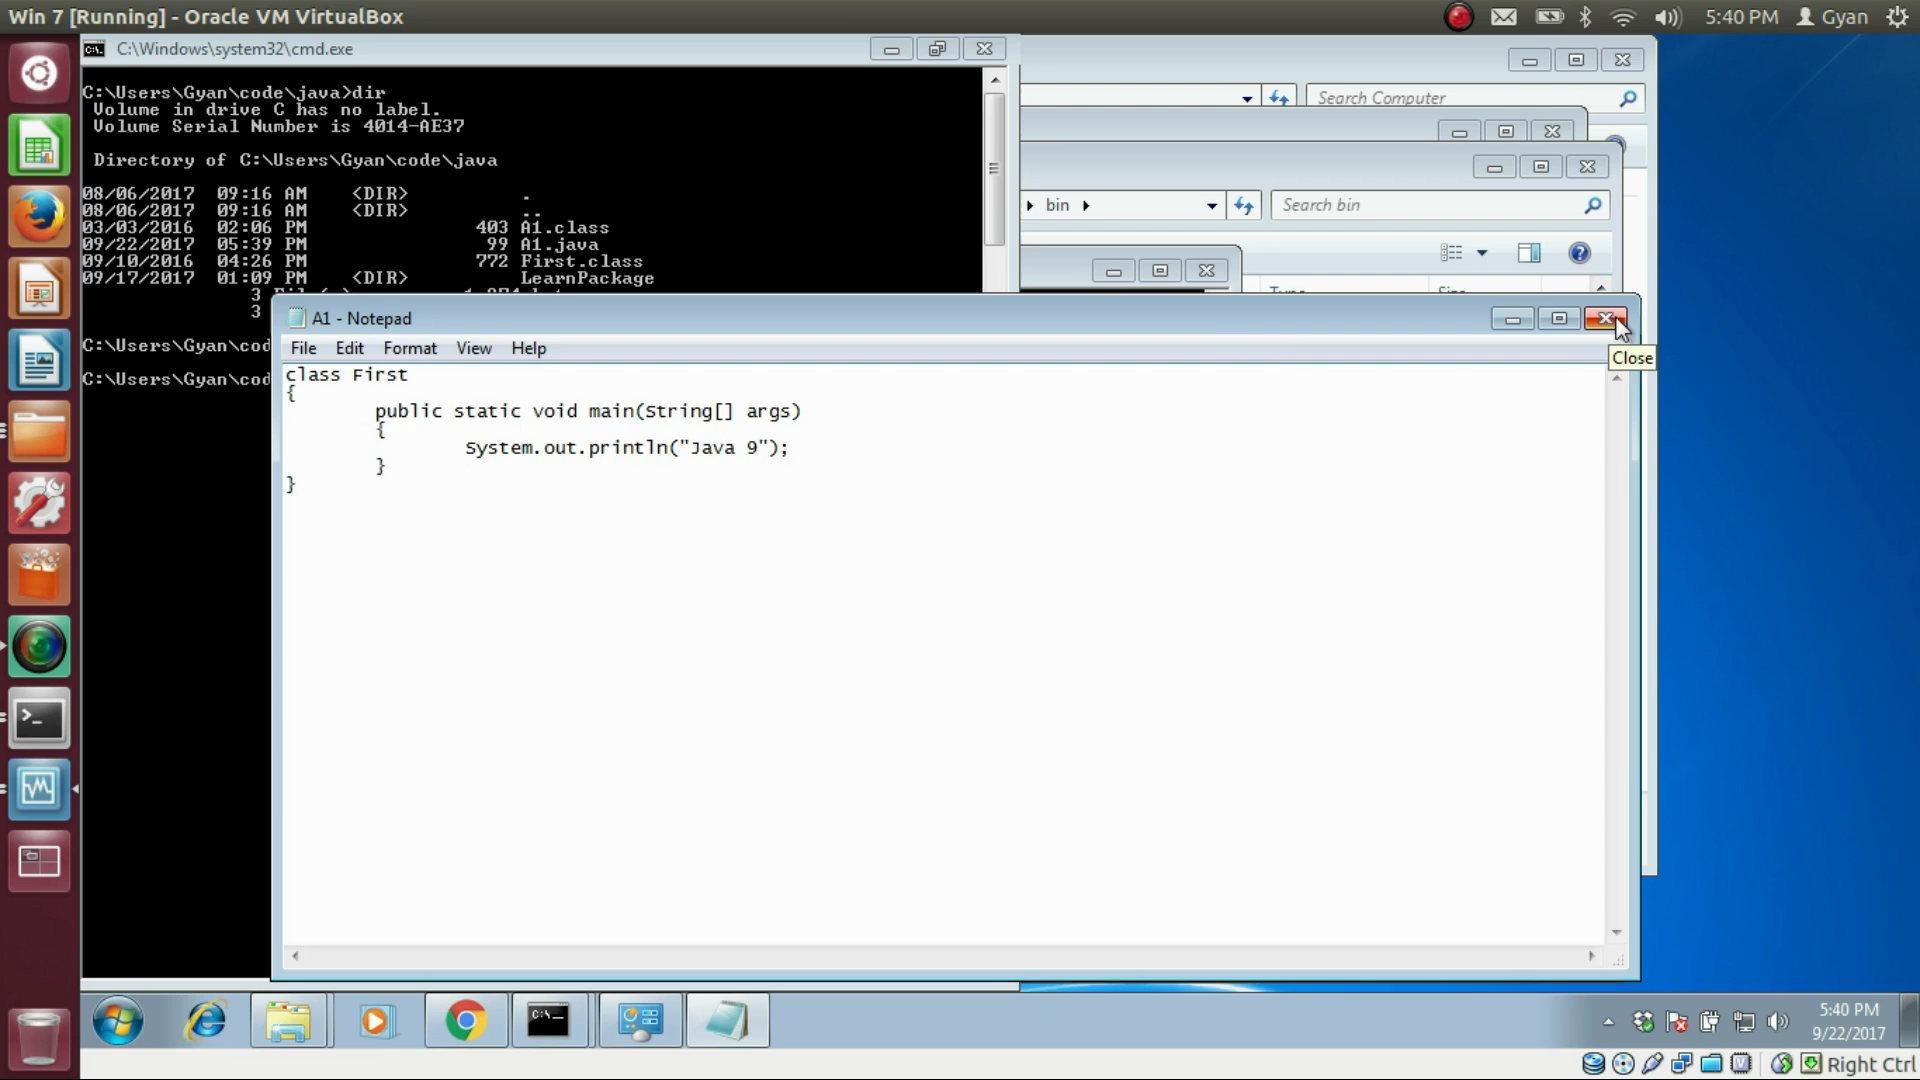 Win 7 [Running] - Oracle VM VirtualBox
5:40 PM Gyan
C:\Windows\system32\cmd.exe
C:\Users\Gyan\code\java>dir
Volume in drive C has no label.
Volume Serial Number is 4014-AE37
Directory of C:\Users\Gyan\code\java
08/06/2017 09:16 AM <DIR> .
08/06/2017 09:16 AM <DIR> ..
03/03/2016 02:06 PM 403 A1.class
09/22/2017 05:39 PM 99 A1.java
09/10/2016 04:26 PM 772 First.class
09/17/2017 01:09 PM <DIR> LearnPackage
3
3
C:\Users\Gyan\cod
C:\Users\Gyan\cod
Search Computer
bin
Search bin
A1 - Notepad
File Edit Format View Help
Close
class First
{
public static void main(String[] args)
{
System.out.println("Java 9");
}
}
5:40 PM
9/22/2017
Right Ctrl